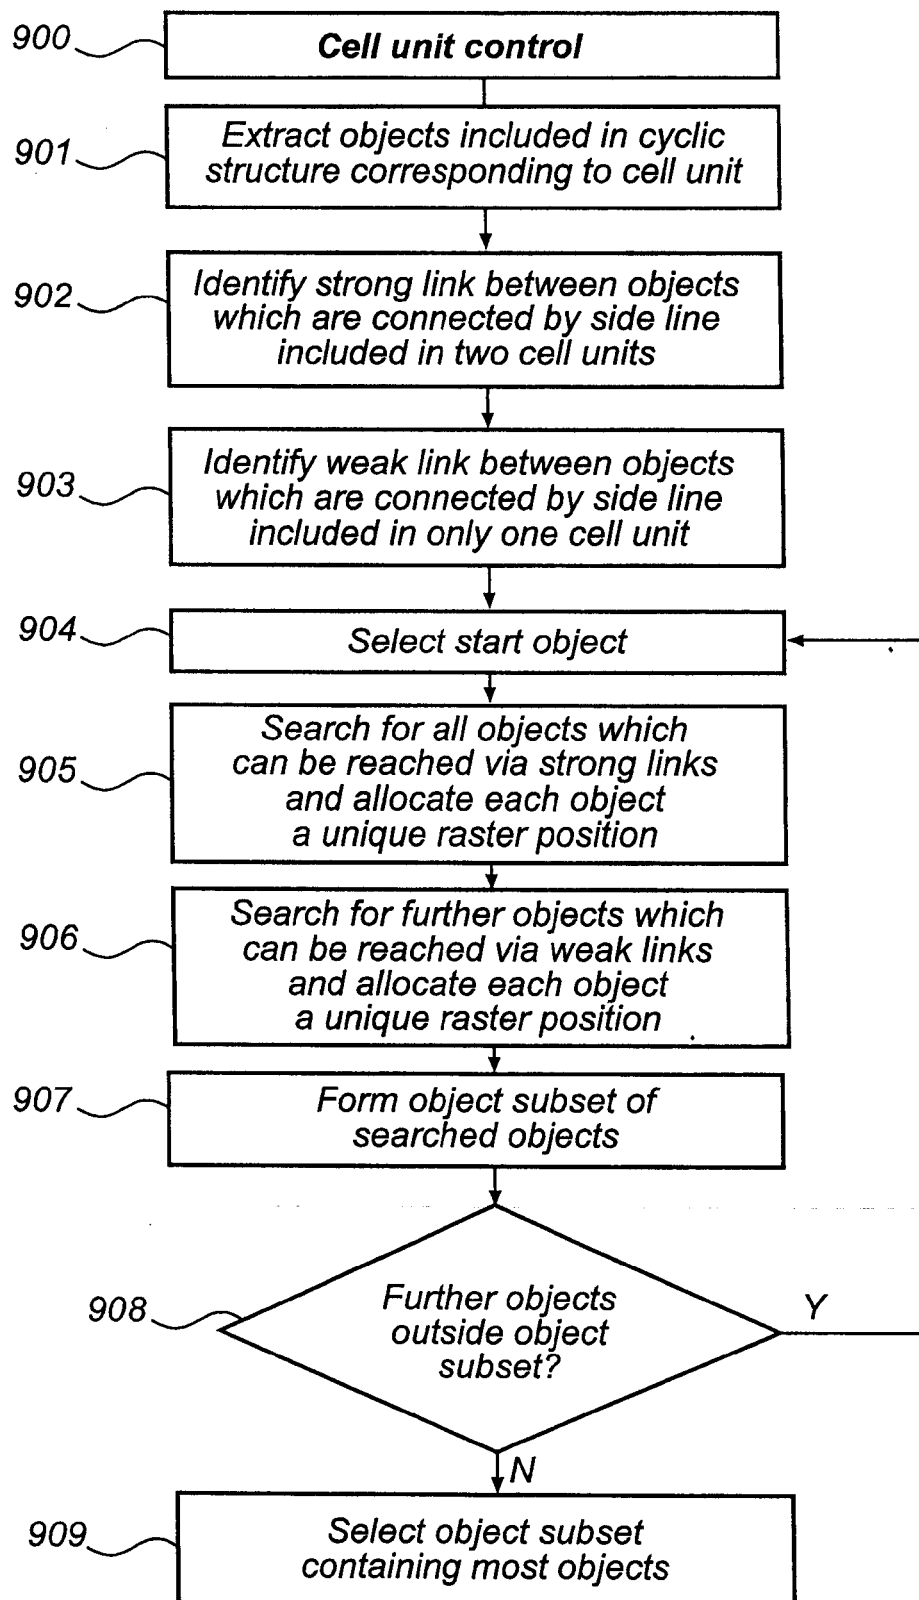 900
Cell unit control
901
Extract objects included in cyclic
structure corresponding to cell unit
902
Identify strong link between objects
which are connected by side line
included in two cell units
903
Identify weak link between objects
which are connected by side line
included in only one cell unit
904
Select start object
905
Search for all objects which
can be reached via strong links
and allocate each object
a unique raster position
906
Search for further objects which
can be reached via weak links
and allocate each object
a unique raster position
907
Form object subset of
searched objects
908
Further objects
outside object
subset?
Y
N
909
Select object subset
containing most objects